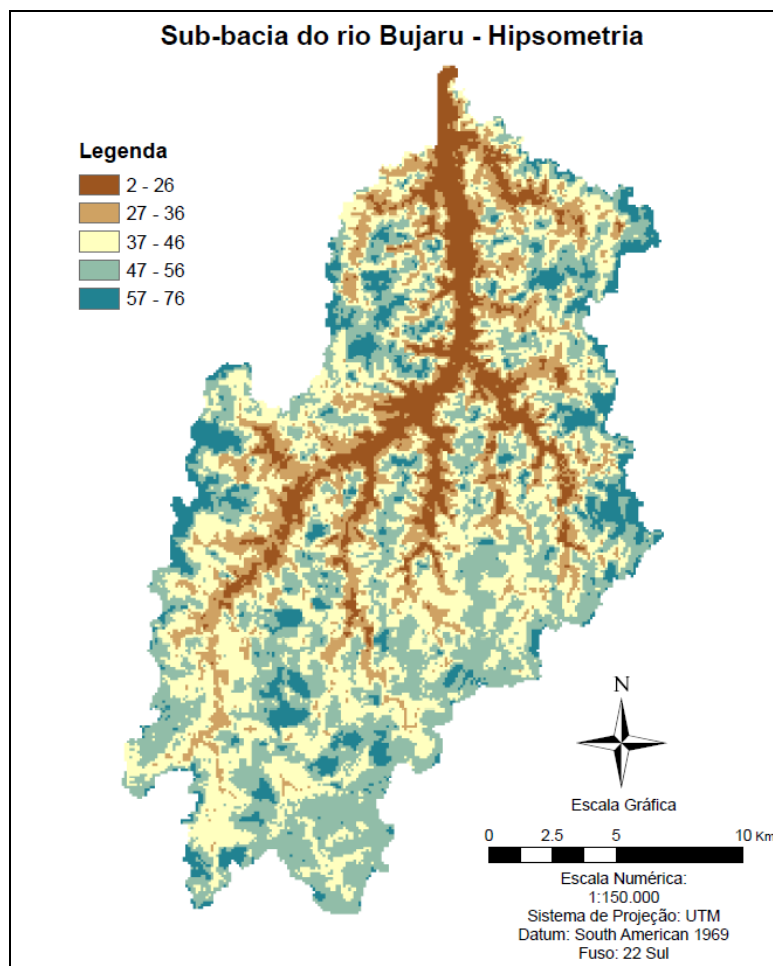 Sub-bacia do rio Bujaru - Hipsometria
Legenda
2 - 26
27 - 36
37 - 46
47 - 56
57 - 76
N
Escala Gráfica
0 2.5 5 10 Km
Escala Numérica:
1:150.000
Sistema de Projeção: UTM
Datum: South American 1969
Fuso: 22 Sul